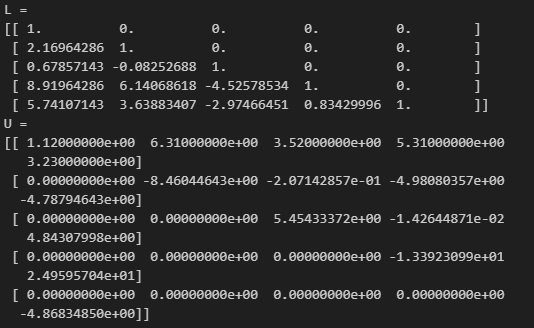 L =
[[ 1.          0.          0.          0.          0.        ]
 [ 2.16964286  1.          0.          0.          0.        ]
 [ 0.67857143 -0.08252688  1.          0.          0.        ]
 [ 8.91964286  6.14068618 -4.52578534  1.          0.        ]
 [ 5.74107143  3.63883407 -2.97466451  0.83429996  1.        ]]
U =
[[ 1.12000000e+00  6.31000000e+00  3.52000000e+00  5.31000000e+00
   3.23000000e+00]
 [ 0.00000000e+00 -8.46044643e+00 -2.07142857e-01 -4.98080357e+00
  -4.78794643e+00]
 [ 0.00000000e+00  0.00000000e+00  5.45433372e+00 -1.42644871e-02
   4.84307998e+00]
 [ 0.00000000e+00  0.00000000e+00  0.00000000e+00 -1.33923099e+01
   2.49595704e+01]
 [ 0.00000000e+00  0.00000000e+00  0.00000000e+00  0.00000000e+00
  -4.86834850e+00]]